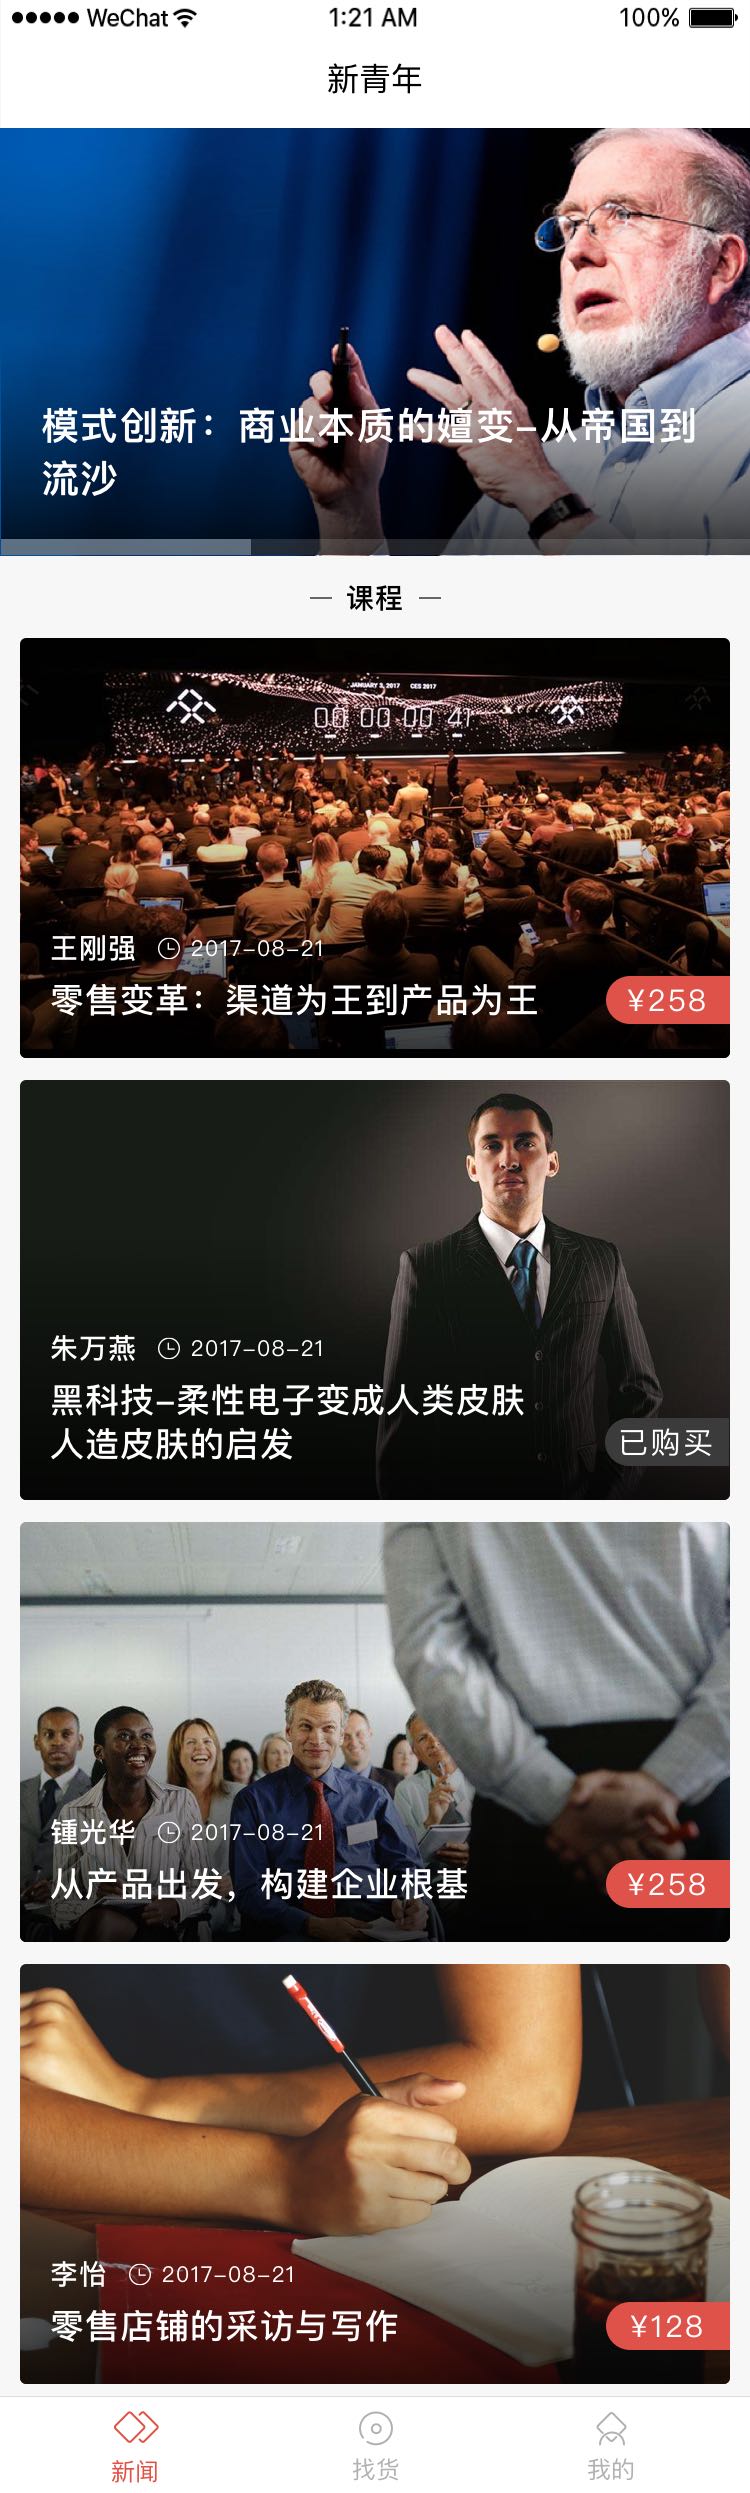 WeChat 1:21 AM 100%
新青年
模式创新：商业本质的嬗变-从帝国到
流沙
课程
JANUARY 3, 2017 CES 2017
00 00 00 41
王刚强 2017-08-21
零售变革：渠道为王到产品为王
¥258
朱万燕 2017-08-21
黑科技-柔性电子变成人类皮肤
人造皮肤的启发
已购买
锺光华 2017-08-21
从产品出发，构建企业根基
¥258
李怡 2017-08-21
零售店铺的采访与写作
¥128
新闻 找货 我的